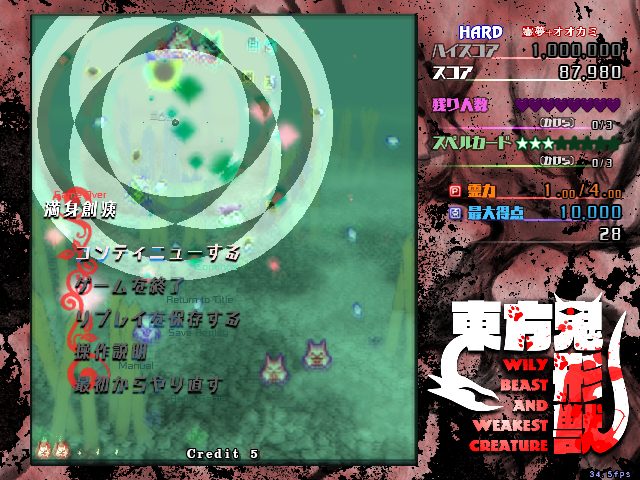 HARD 霊夢+オオカミ
ハイスコア 1,000,000
スコア 87,980
残り人数
(かけら) 0/3
スペルカード ★★★★★★★★★
(かけら) 0/3
P 霊力 1.00/4.00
最大得点 10,000
28
満身創痍
コンティニューする
ゲームを終了
Return to Title
リプレイを保存する
Save Replay
操作説明
Manual
最初からやり直す
Credit 5
東方鬼形獣
WILY
BEAST
AND
WEAKEST
CREATURE
34.5fps